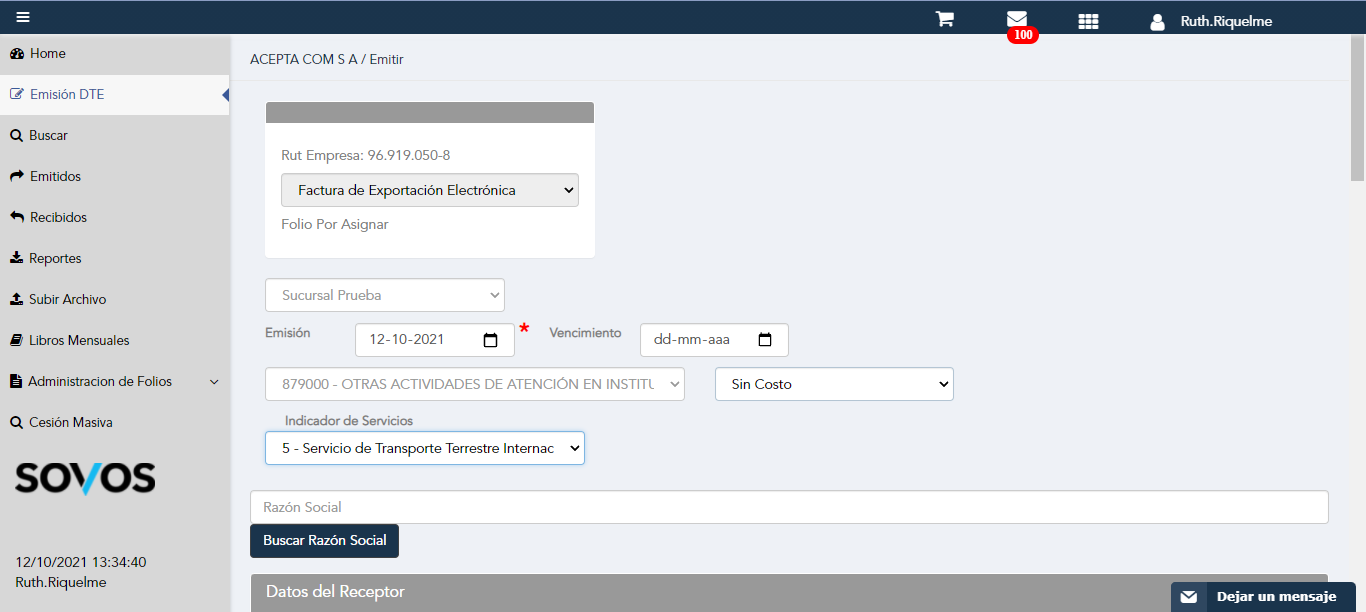 100
Ruth.Riquelme
Home
Emisión DTE
Buscar
Emitidos
Recibidos
Reportes
Subir Archivo
Libros Mensuales
Administracion de Folios
Cesión Masiva
SOVOS
12/10/2021 13:34:40
Ruth.Riquelme
ACEPTA COM S A / Emitir
Rut Empresa: 96.919.050-8
Factura de Exportación Electrónica
Folio Por Asignar
Sucursal Prueba
Emisión 12-10-2021 * Vencimiento dd-mm-aaa
879000 - OTRAS ACTIVIDADES DE ATENCIÓN EN INSTITU Sin Costo
Indicador de Servicios
5 - Servicio de Transporte Terrestre Internac
Razón Social
Buscar Razón Social
Datos del Receptor
Dejar un mensaje